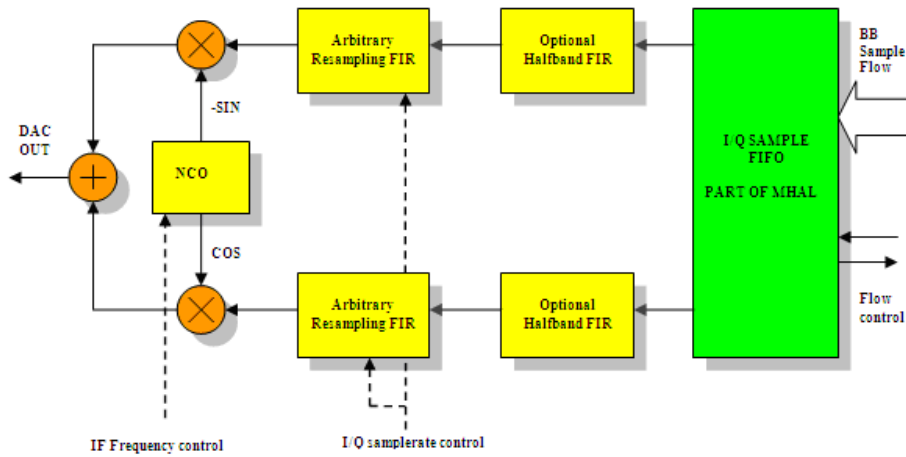 Arbitrary
Resampling FIR
Optional
Halfband FIR
BB
Sample
Flow
-SIN
DAC
OUT
NCO
I/Q SAMPLE
FIFO
PART OF MHAL
COS
Arbitrary
Resampling FIR
Optional
Halfband FIR
Flow
control
IF Frequency control
I/Q samplerate control